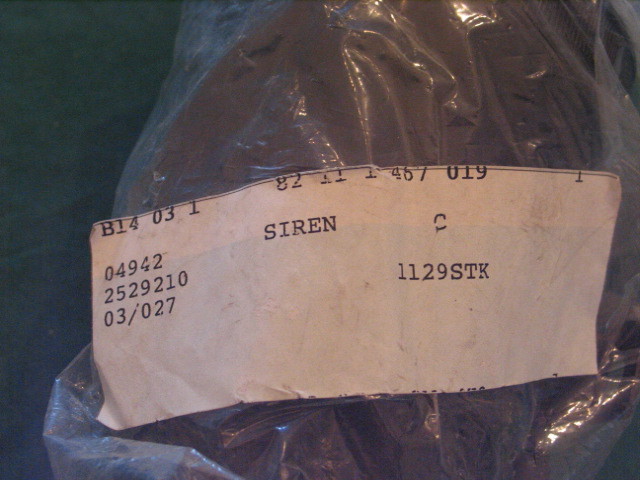 B14 03 1 82 11 1 467 019 1
SIREN C
04942
2529210 1129STK
03/027